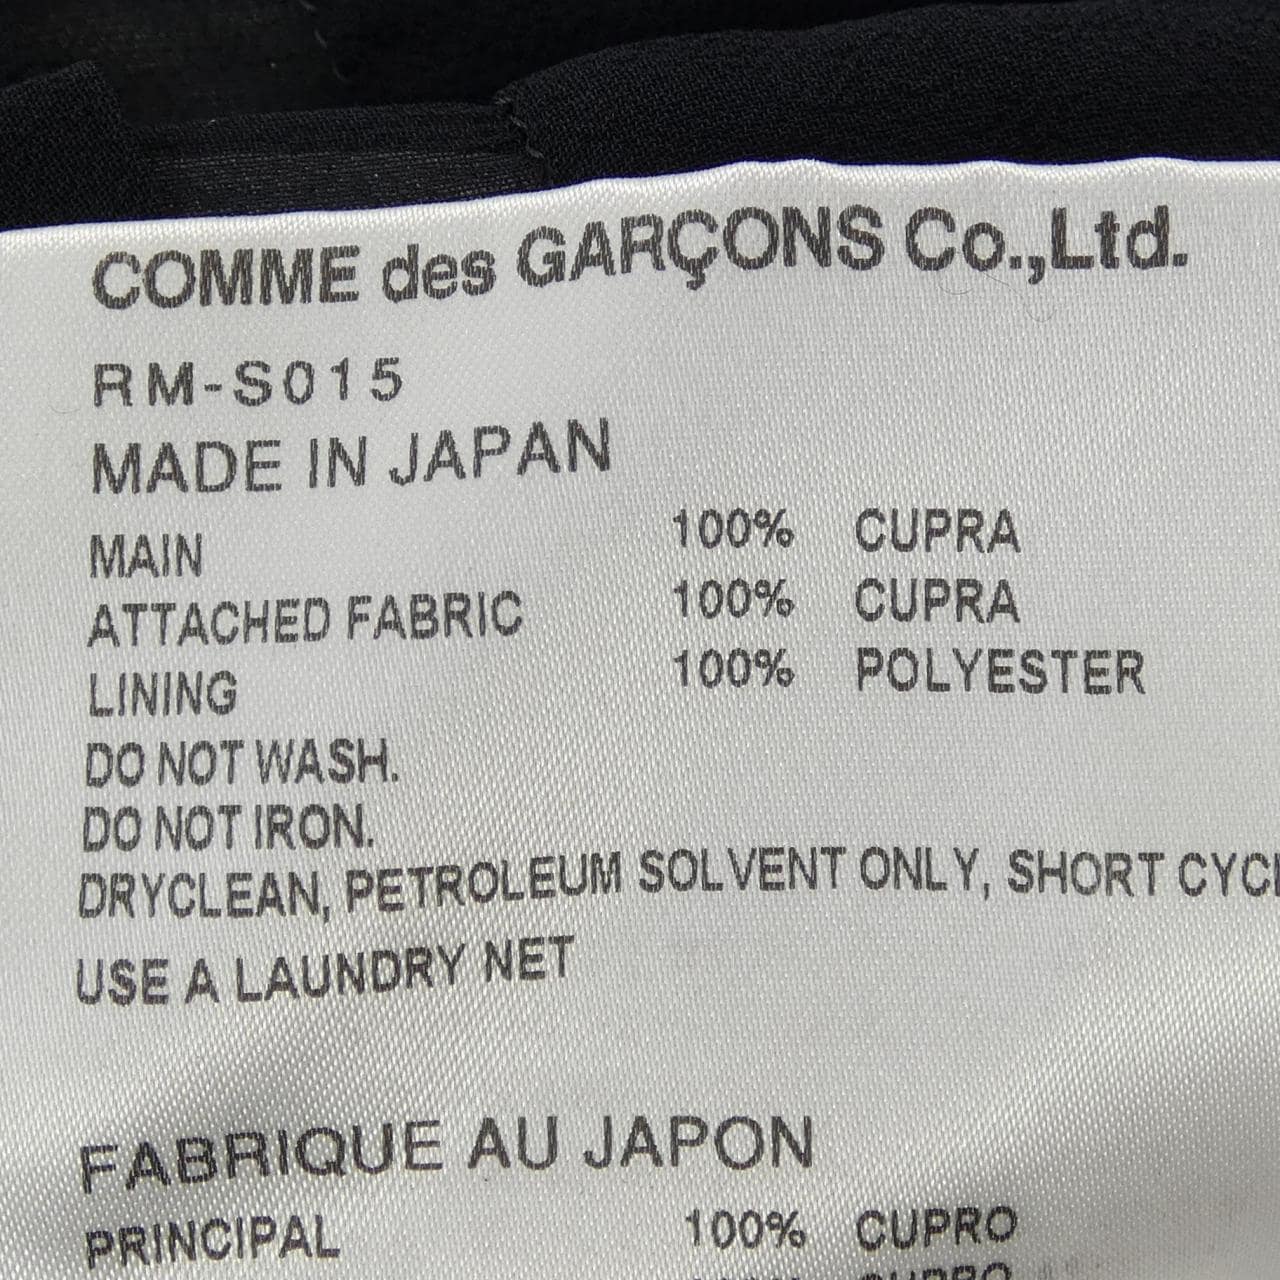 COMME des GARÇONS Co.,Ltd.
RM-S015
MADE IN JAPAN
MAIN 100% CUPRA
ATTACHED FABRIC 100% CUPRA
LINING 100% POLYESTER
DO NOT WASH.
DO NOT IRON.
DRYCLEAN, PETROLEUM SOLVENT ONLY, SHORT
USE A LAUNDRY NET
FABRIQUE AU JAPON
PRINCIPAL 100% CUPRO